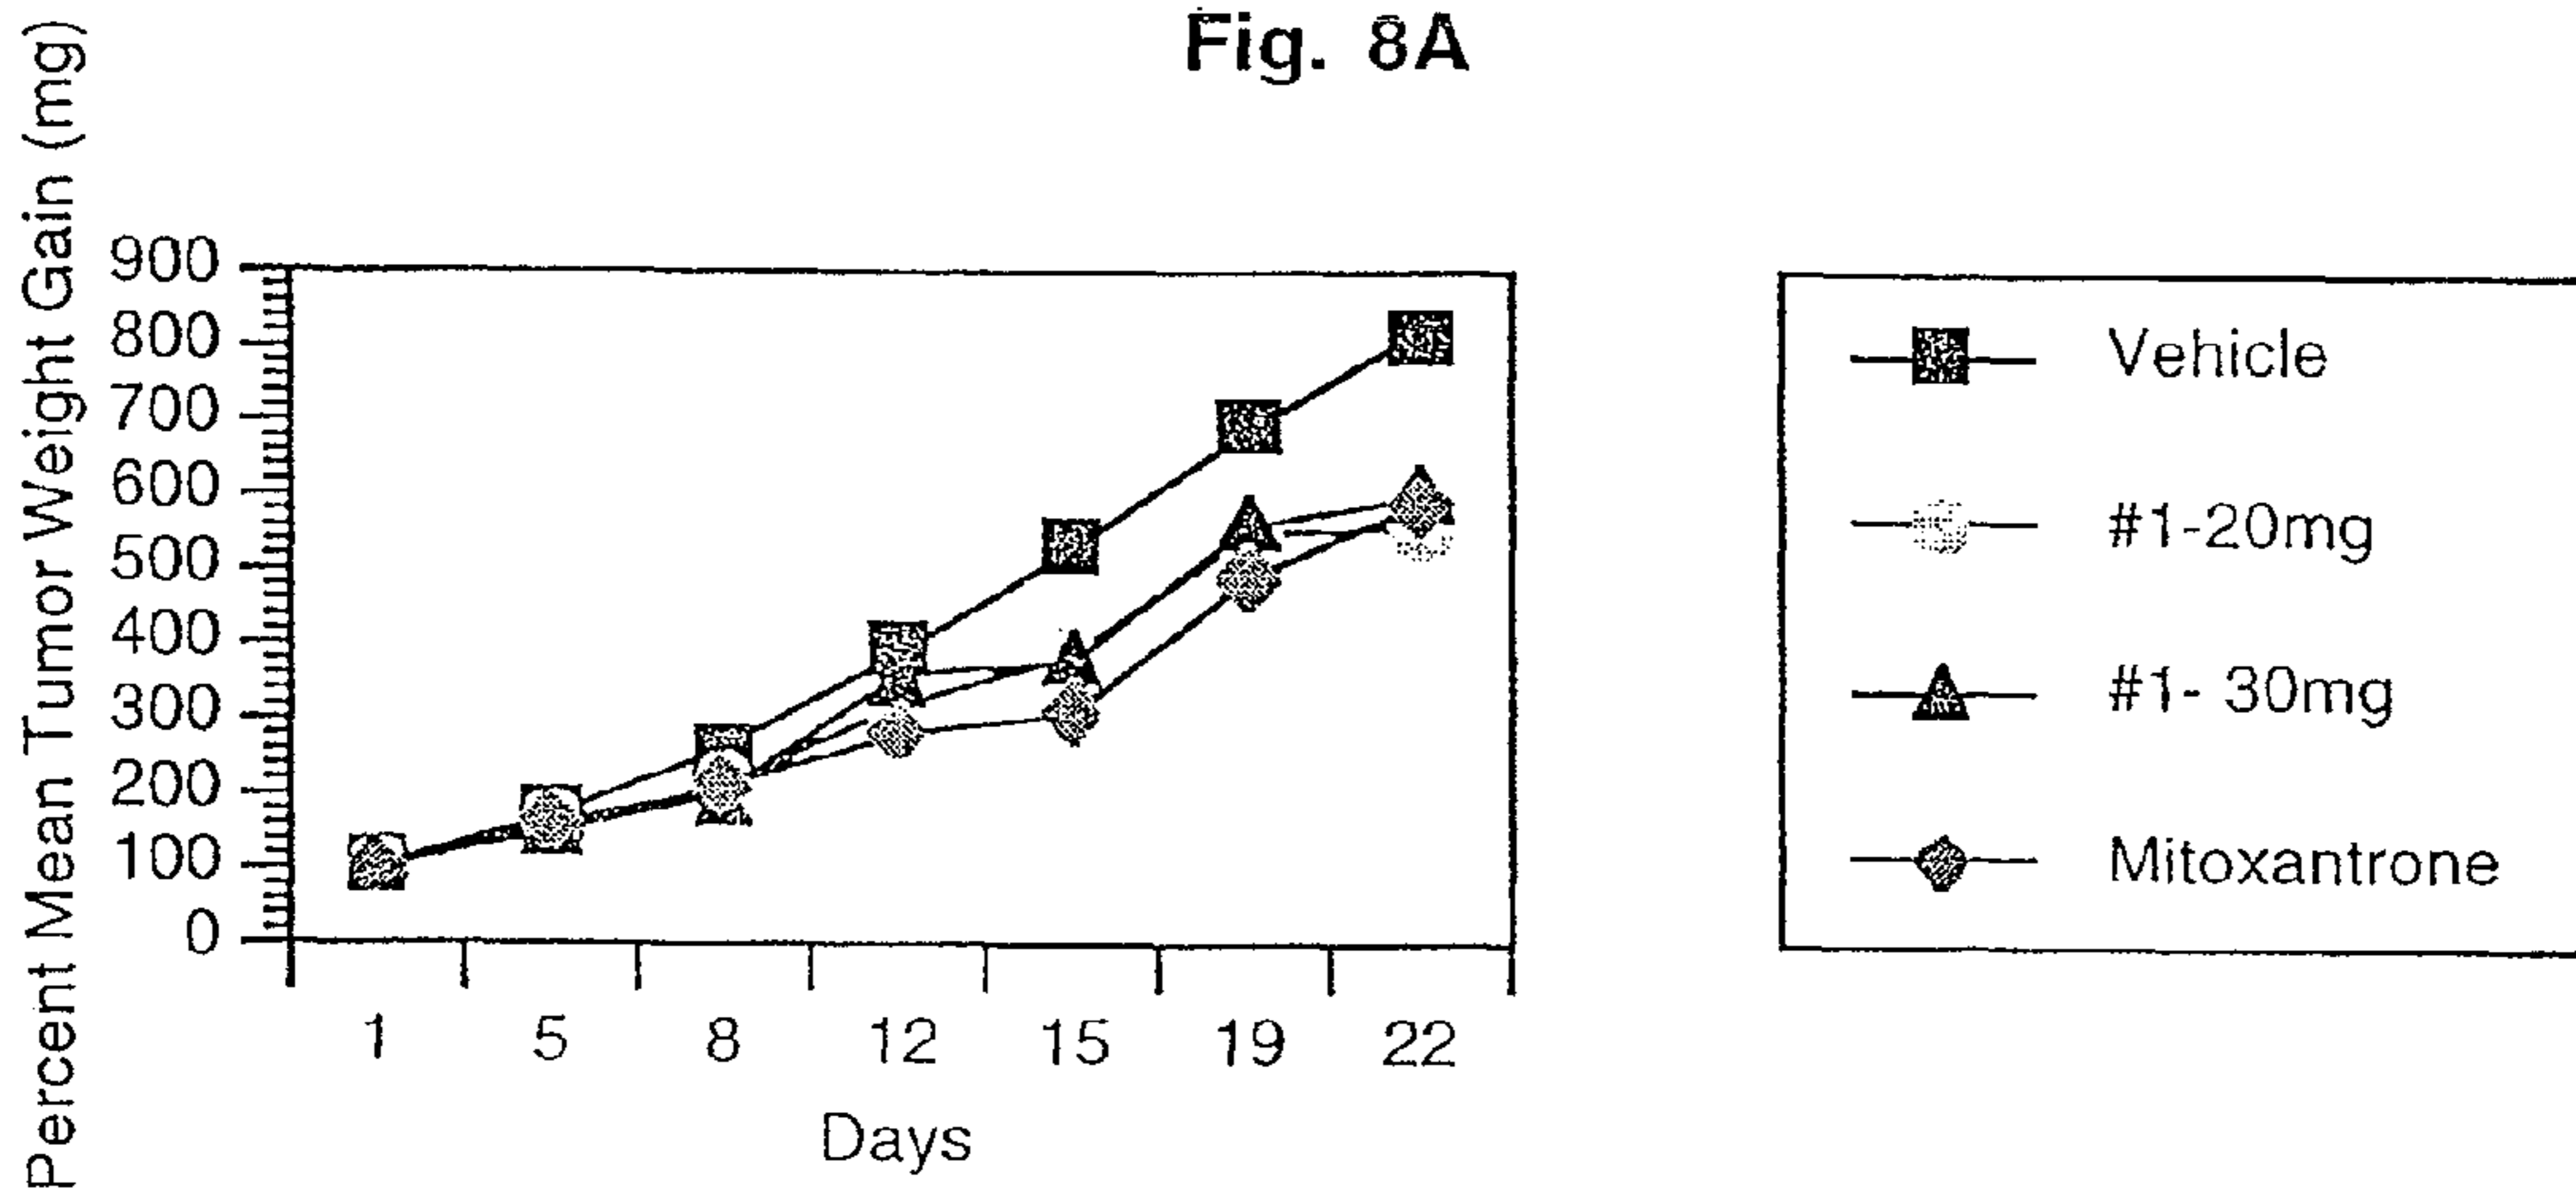 Fig. 8A
Percent Mean Tumor Weight Gain (mg)
900
800
700
600
500
400
300
200
100
0
1 5 8 12 15 19 22
Days
Vehicle
#1-20mg
#1- 30mg
Mitoxantrone